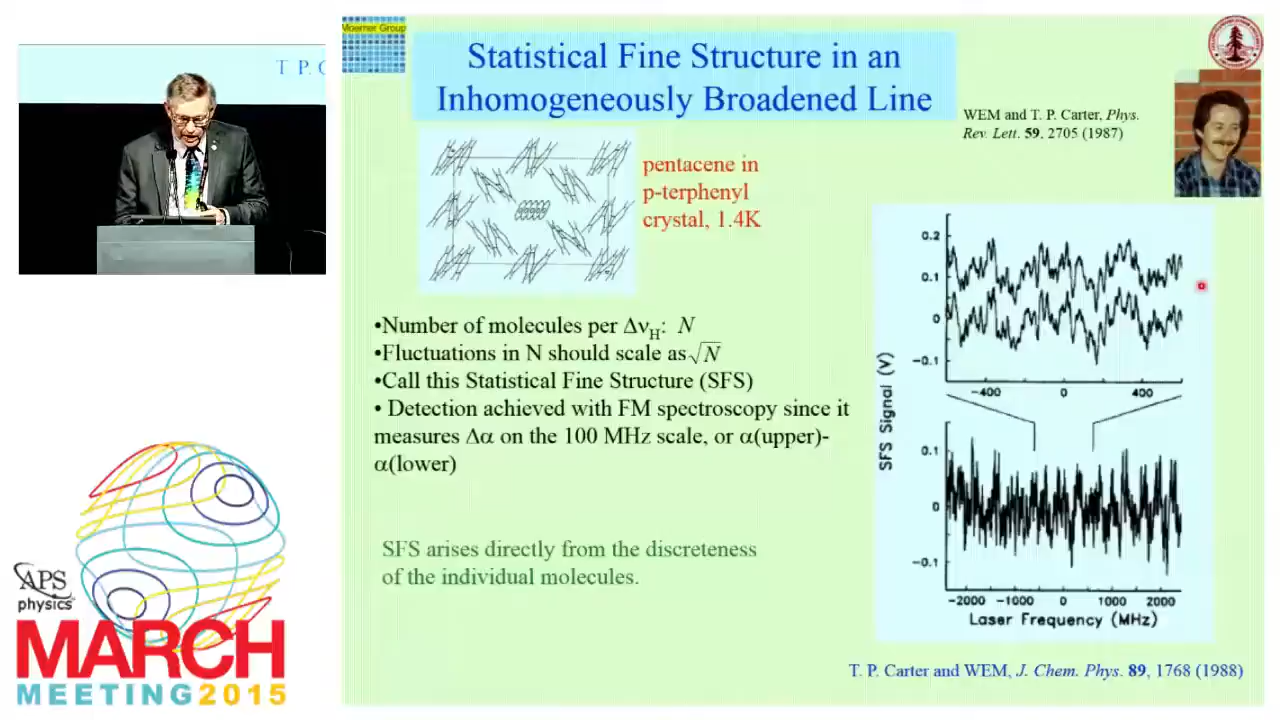 T P. C
Moerner Group
Statistical Fine Structure in an
Inhomogeneously Broadened Line
WEM and T. P. Carter, Phys.
Rev. Lett. 59, 2705 (1987)
pentacene in
p-terphenyl
crystal, 1.4K
•Number of molecules per ΔνH: N
•Fluctuations in N should scale as √N
•Call this Statistical Fine Structure (SFS)
• Detection achieved with FM spectroscopy since it
measures Δα on the 100 MHz scale, or α(upper)-
α(lower)
SFS arises directly from the discreteness
of the individual molecules.
SFS Signal (V)
0.2
0.1
0
-0.1
-400 0 400
0.1
0
-0.1
-2000 -1000 0 1000 2000
Laser Frequency (MHz)
T. P. Carter and WEM, J. Chem. Phys. 89, 1768 (1988)
APS
physics
MARCH
MEETING2015